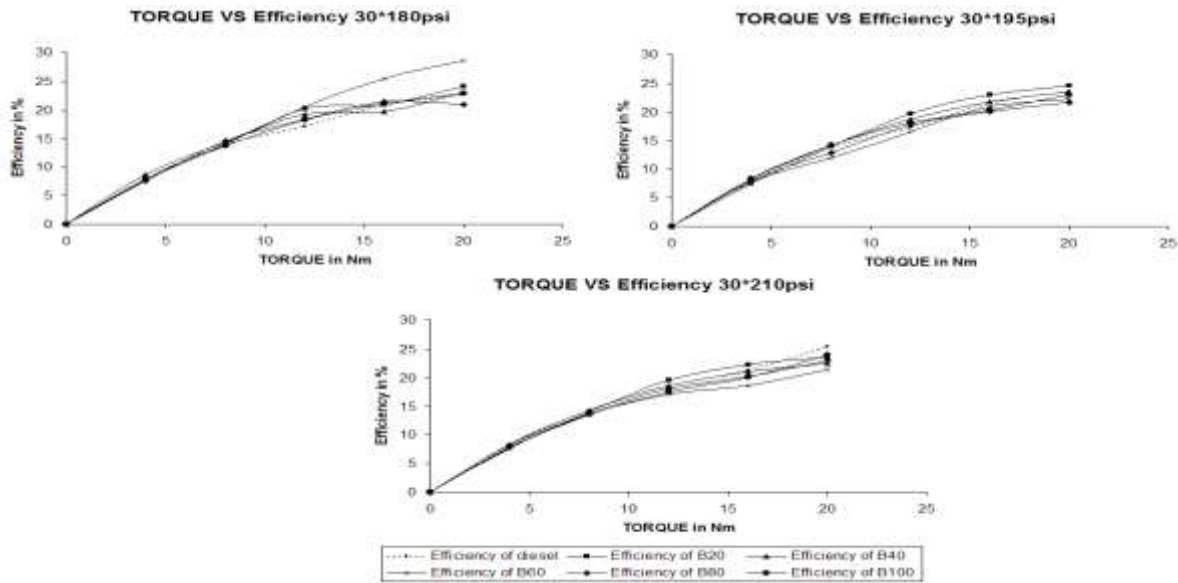 TORQUE VS Efficiency 30*180psi
Efficiency in %
30
25
20
15
10
5
0
0 5 10 15 20 25
TORQUE in Nm
TORQUE VS Efficiency 30*195psi
Efficiency in %
30
25
20
15
10
5
0
0 5 10 15 20 25
TORQUE in Nm
TORQUE VS Efficiency 30*210psi
Efficiency in %
30
25
20
15
10
5
0
0 5 10 15 20 25
TORQUE in Nm
Efficiency of diesel Efficiency of B20 Efficiency of B40
Efficiency of B60 Efficiency of B80 Efficiency of B100